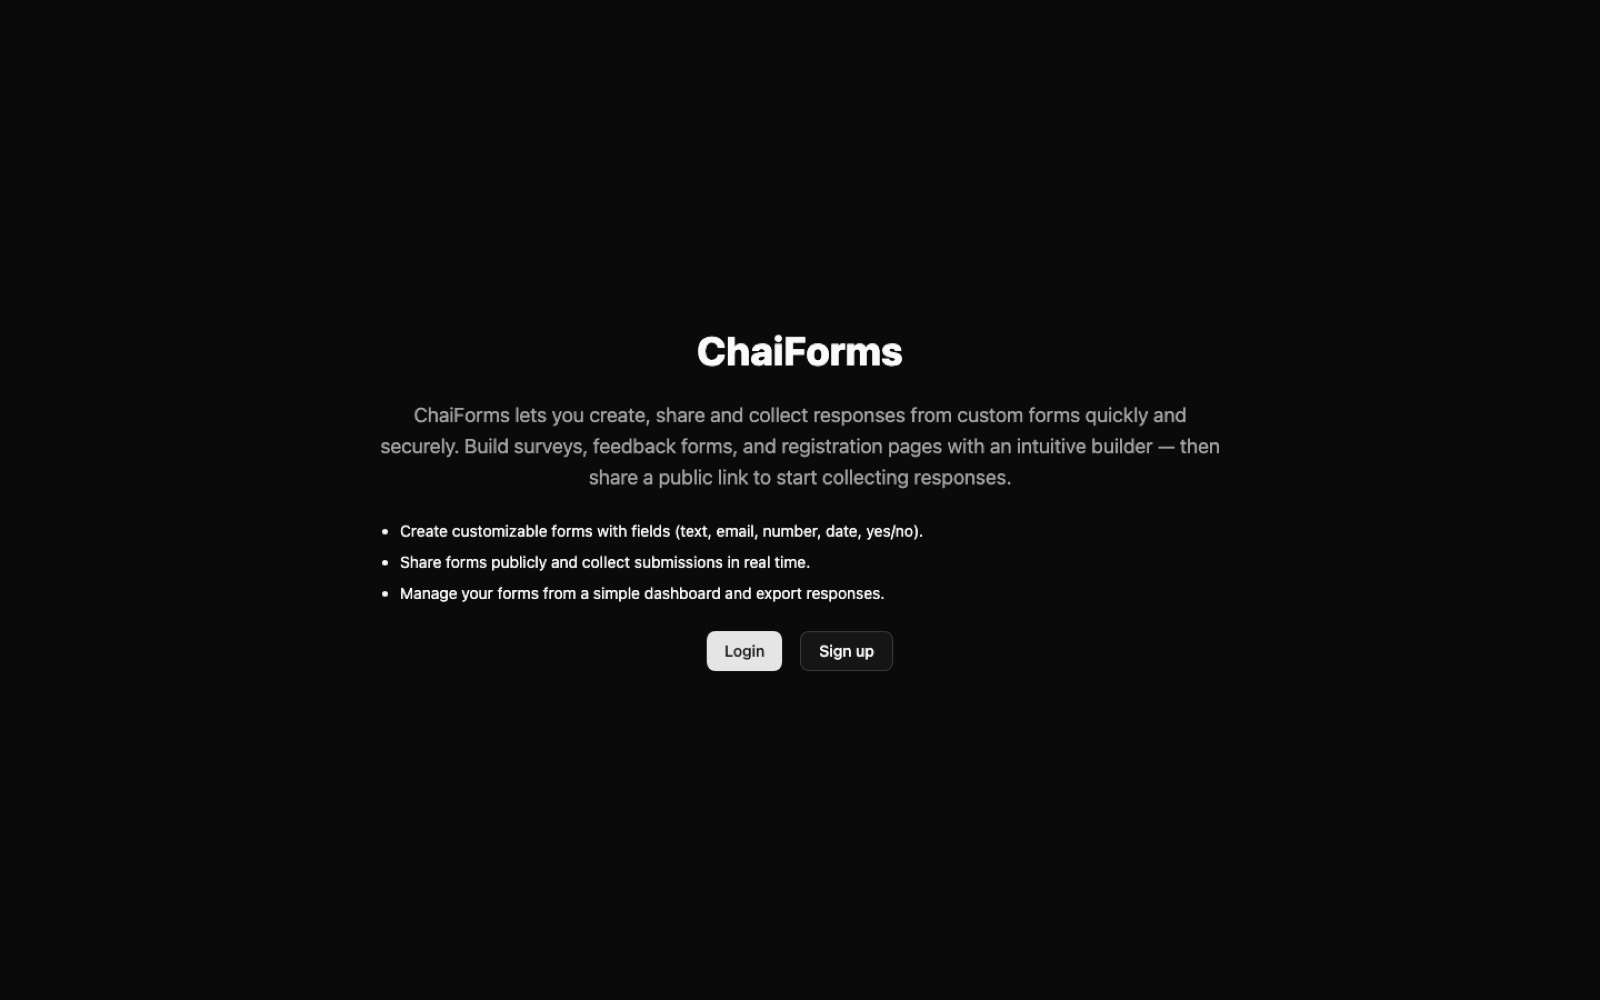 ChaiForms
ChaiForms lets you create, share and collect responses from custom forms quickly and
securely. Build surveys, feedback forms, and registration pages with an intuitive builder — then
share a public link to start collecting responses.
• Create customizable forms with fields (text, email, number, date, yes/no).
• Share forms publicly and collect submissions in real time.
• Manage your forms from a simple dashboard and export responses.
Login
Sign up